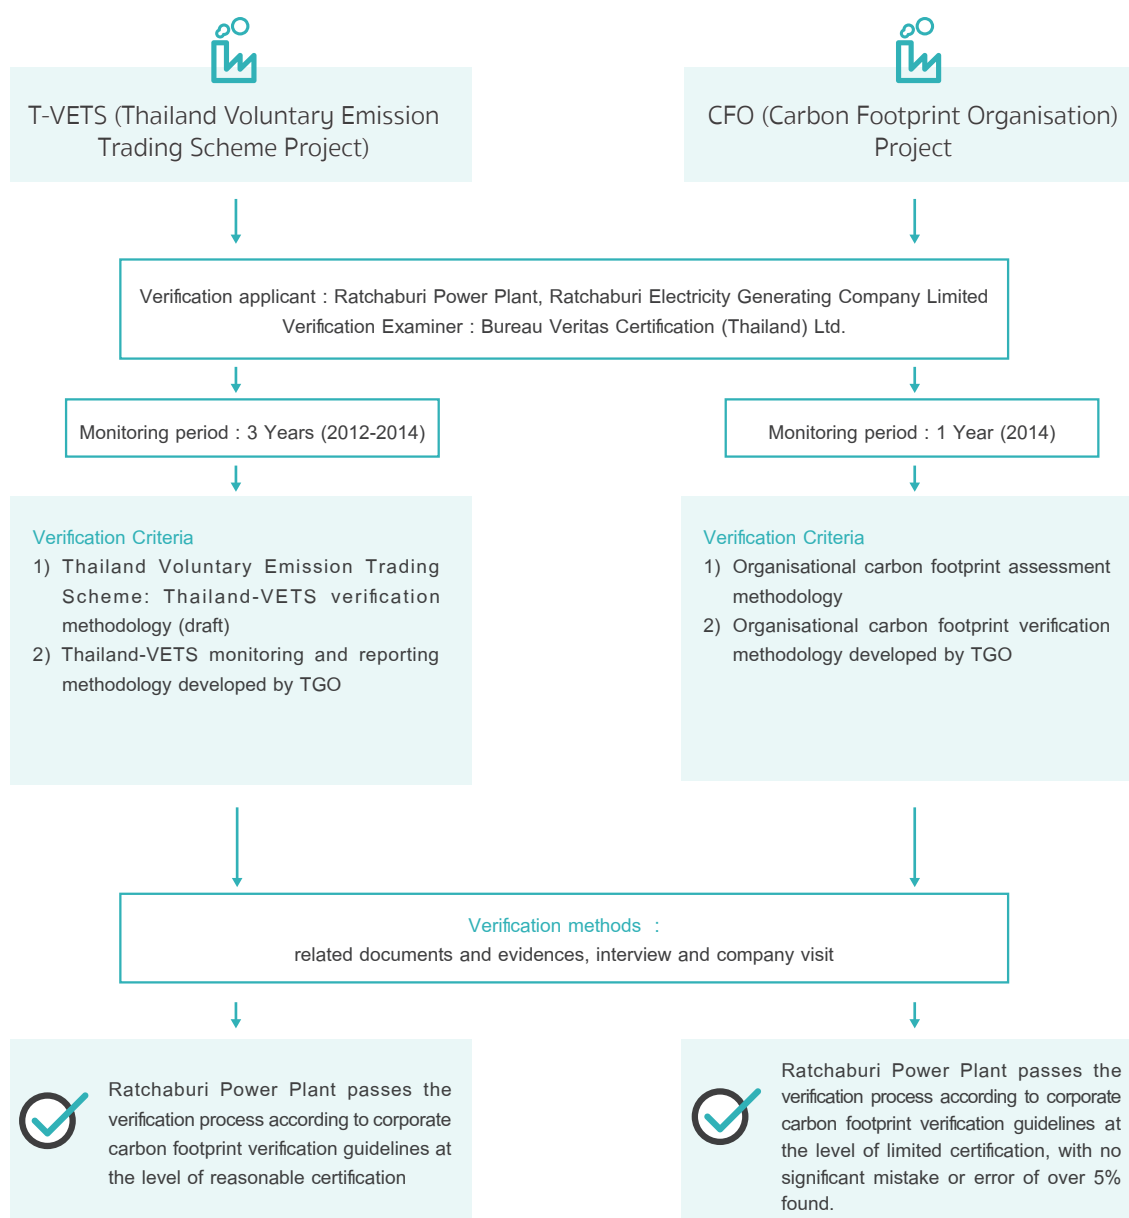 T-VETS (Thailand Voluntary Emission
Trading Scheme Project)
CFO (Carbon Footprint Organisation)
Project
Verification applicant : Ratchaburi Power Plant, Ratchaburi Electricity Generating Company Limited
Verification Examiner : Bureau Veritas Certification (Thailand) Ltd.
Monitoring period : 3 Years (2012-2014)
Monitoring period : 1 Year (2014)
Verification Criteria
1) Thailand Voluntary Emission Trading
Scheme: Thailand-VETS verification
methodology (draft)
2) Thailand-VETS monitoring and reporting
methodology developed by TGO
Verification Criteria
1) Organisational carbon footprint assessment
methodology
2) Organisational carbon footprint verification
methodology developed by TGO
Verification methods :
related documents and evidences, interview and company visit
Ratchaburi Power Plant passes the
verification process according to corporate
carbon footprint verification guidelines at
the level of reasonable certification
Ratchaburi Power Plant passes the
verification process according to corporate
carbon footprint verification guidelines at
the level of limited certification, with no
significant mistake or error of over 5%
found.